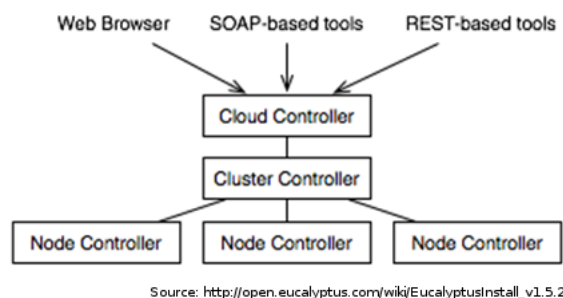 Web Browser SOAP-based tools REST-based tools
Cloud Controller
Cluster Controller
Node Controller Node Controller Node Controller
Source: http://open.eucalyptus.com/wiki/EucalyptusInstall_v1.5.2